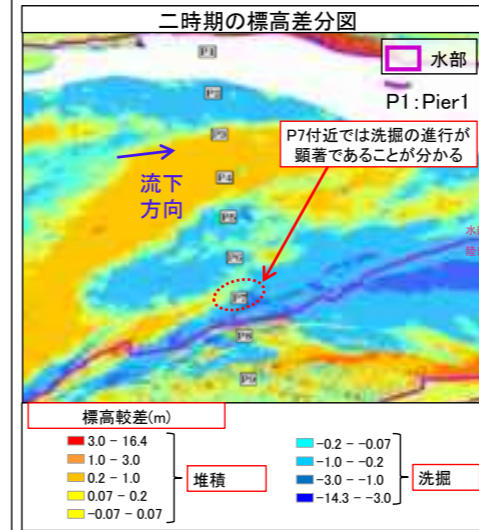 二時期の標高差分図
水部
P1:Pier1
P1
P2
P3
P4
P5
P6
P7
P8
P9
P7付近では洗掘の進行が
顕著であることが分かる
流下
方向
水部
標高較差(m)
3.0 - 16.4
1.0 - 3.0
0.2 - 1.0
0.07 - 0.2
-0.07 - 0.07
堆積
-0.2 - -0.07
-1.0 - -0.2
-3.0 - -1.0
-14.3 - -3.0
洗掘